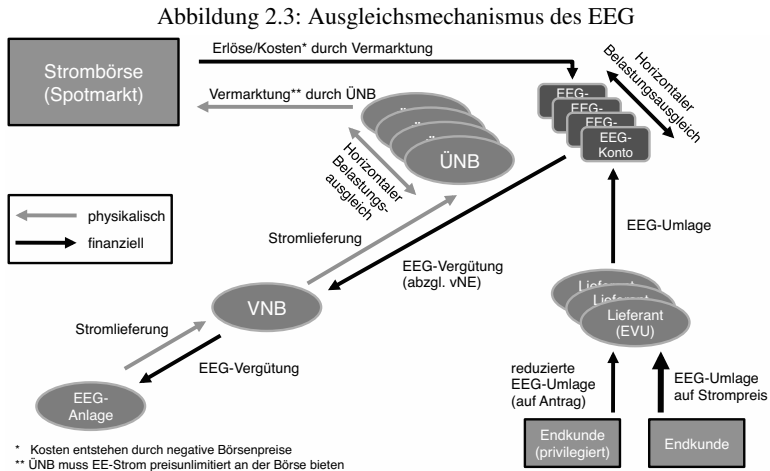 Abbildung 2.3: Ausgleichsmechanismus des EEG
Erlöse/Kosten* durch Vermarktung
Strombörse
(Spotmarkt)
Vermarktung** durch ÜNB
Horizontaler
Belastungsausgleich
EEG-
EEG-
EEG-
EEG-
Konto
Ü
Ü
Ü
ÜNB
Horizontaler
Belastungs-
ausgleich
physikalisch
finanziell
Stromlieferung
EEG-Umlage
EEG-Vergütung
(abzgl. vNE)
VNB
Lieferant
Lieferant
Lieferant
(EVU)
Stromlieferung
EEG-Vergütung
reduzierte
EEG-Umlage
(auf Antrag)
EEG-Umlage
auf Strompreis
EEG-
Anlage
Endkunde
(privilegiert)
Endkunde
* Kosten entstehen durch negative Börsenpreise
** ÜNB muss EE-Strom preisunlimitiert an der Börse bieten